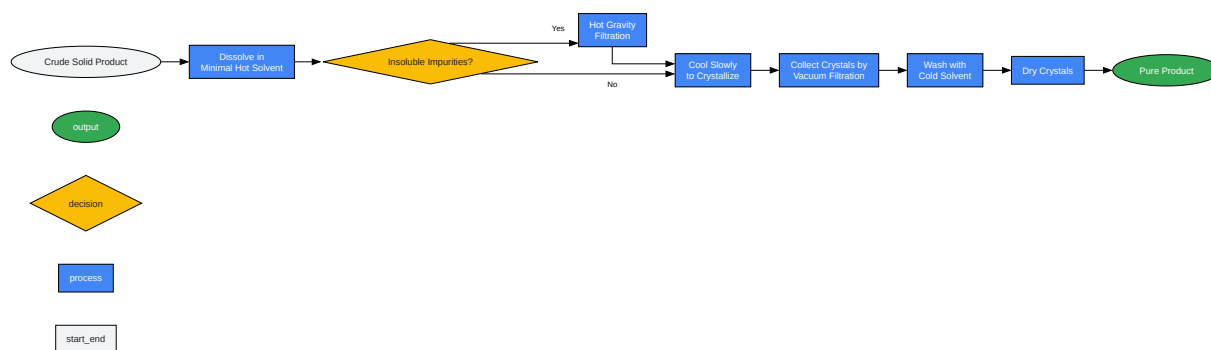 Crude Solid Product
Dissolve in
Minimal Hot Solvent
Insoluble Impurities?
Yes
No
Hot Gravity
Filtration
Cool Slowly
to Crystallize
Collect Crystals by
Vacuum Filtration
Wash with
Cold Solvent
Dry Crystals
Pure Product
output
decision
process
start_end